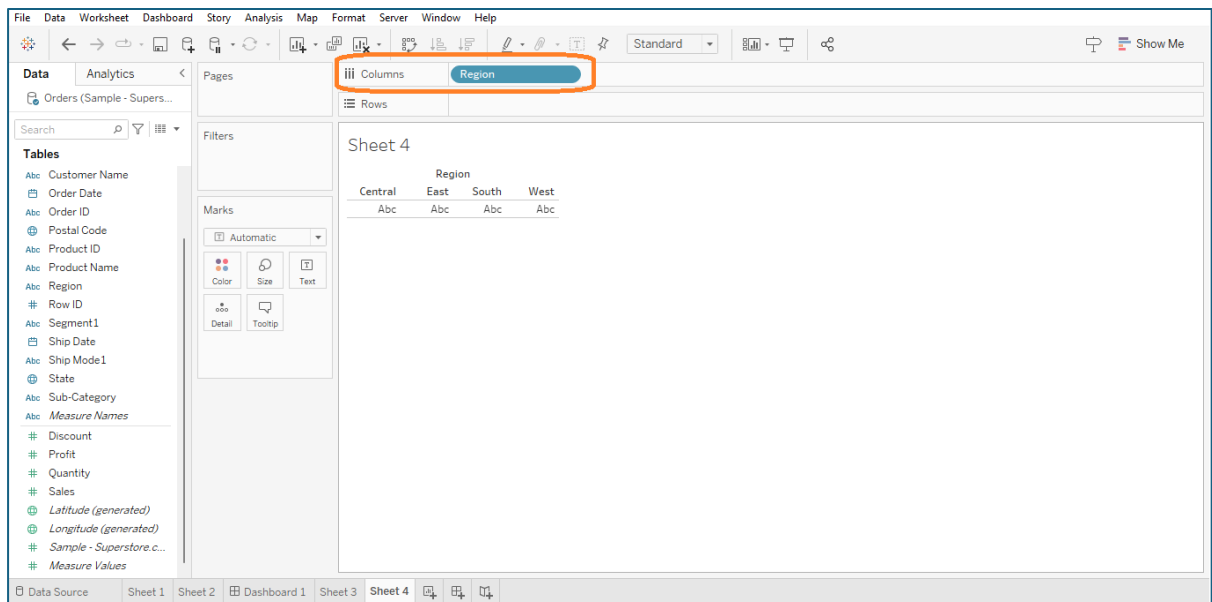 File Data Worksheet Dashboard Story Analysis Map Format Server Window Help
Standard
Show Me
Data Analytics
Orders (Sample - Supers...
Search
Tables
Abc Customer Name
Order Date
Abc Order ID
Postal Code
Abc Product ID
Abc Product Name
Abc Region
# Row ID
Abc Segment1
Ship Date
Abc Ship Mode1
State
Abc Sub-Category
Abc Measure Names
# Discount
# Profit
# Quantity
# Sales
Latitude (generated)
Longitude (generated)
# Sample - Superstore.c...
# Measure Values
Pages
Filters
Marks
T Automatic
Color Size T Text
Detail Tooltip
Columns Region
Rows
Sheet 4
Region
Central East South West
Abc Abc Abc Abc
Data Source Sheet 1 Sheet 2 Dashboard 1 Sheet 3 Sheet 4